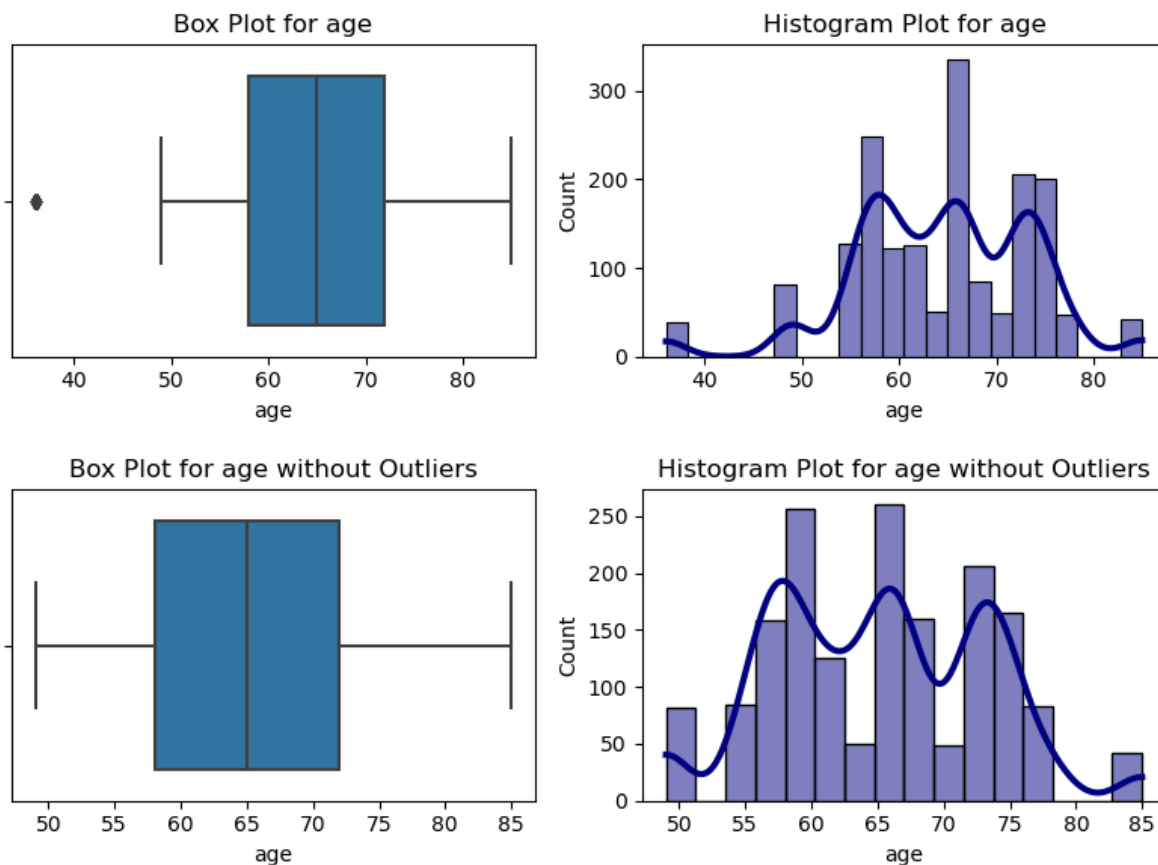 Box Plot for age
40 50 60 70 80
age
Histogram Plot for age
Count
300
200
100
0
40 50 60 70 80
age
Box Plot for age without Outliers
50 55 60 65 70 75 80 85
age
Histogram Plot for age without Outliers
Count
250
200
150
100
50
0
50 55 60 65 70 75 80 85
age